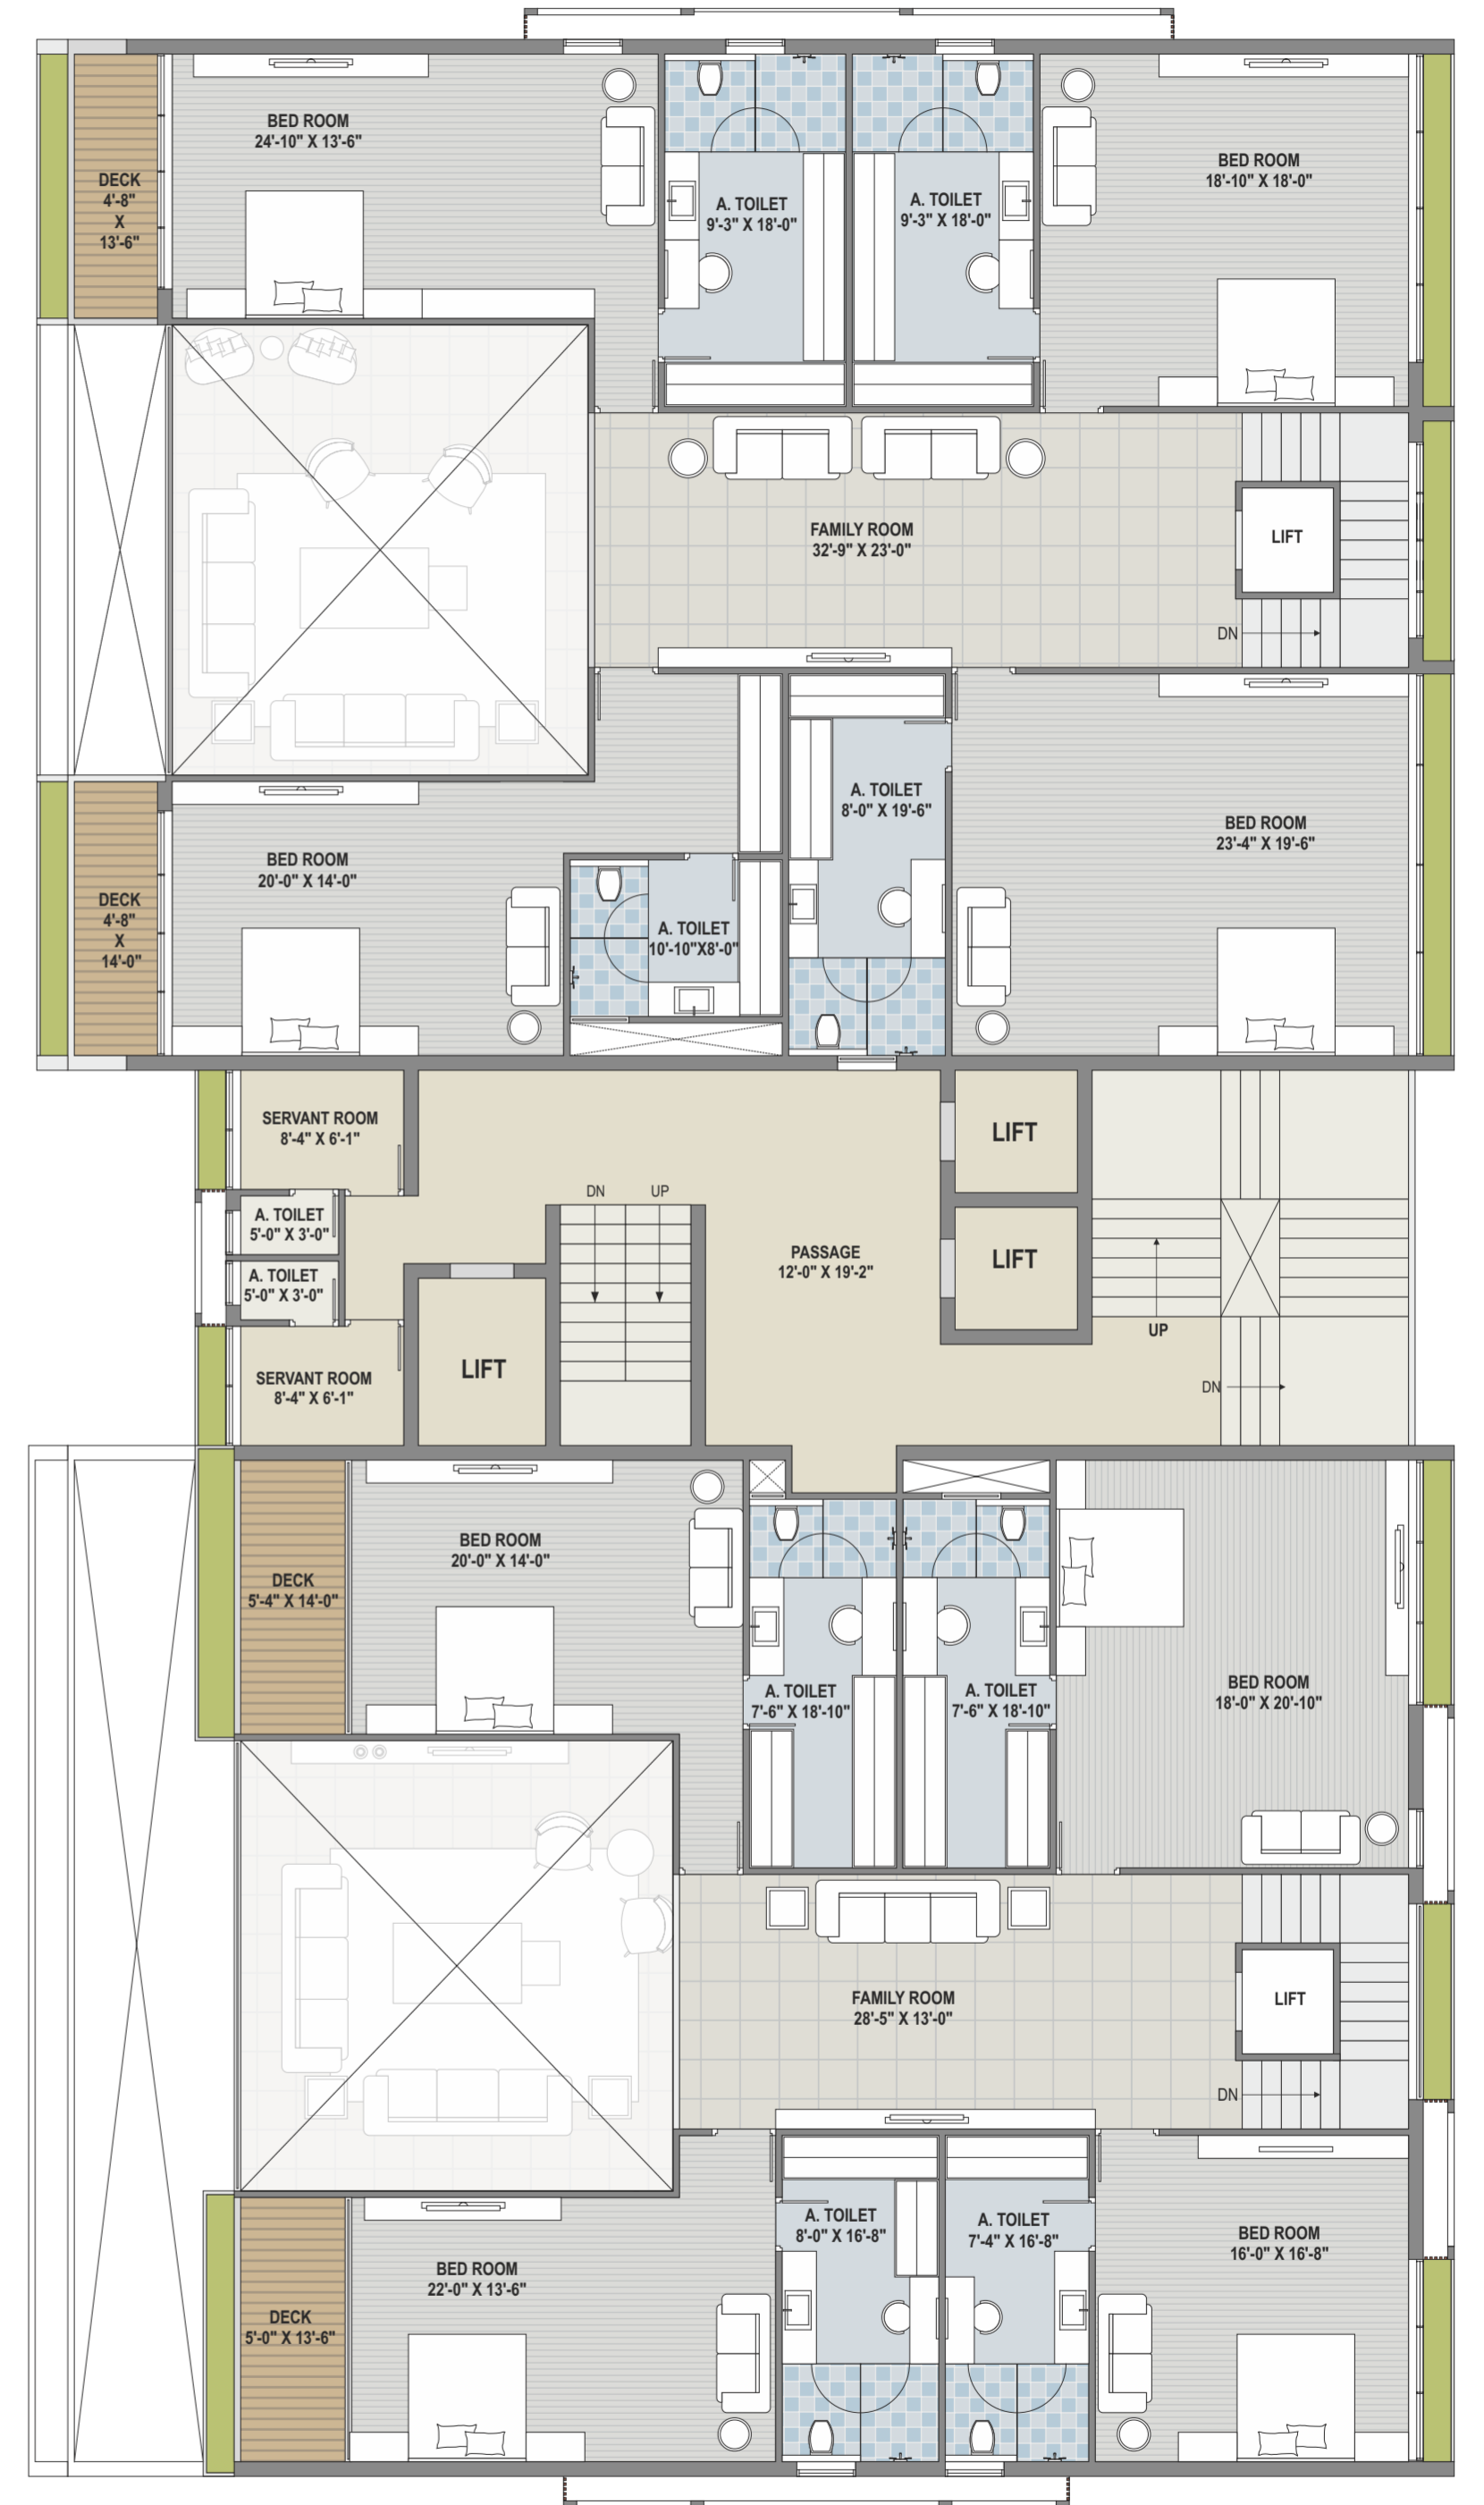 BED ROOM
24'-10" X 13'-6"
DECK
4'-8"
X
13'-6"
A. TOILET
9'-3" X 18'-0"
A. TOILET
9'-3" X 18'-0"
BED ROOM
18'-10" X 18'-0"
FAMILY ROOM
32'-9" X 23'-0"
LIFT
DN
BED ROOM
20'-0" X 14'-0"
DECK
4'-8"
X
14'-0"
A. TOILET
10'-10"X8'-0"
A. TOILET
8'-0" X 19'-6"
BED ROOM
23'-4" X 19'-6"
SERVANT ROOM
8'-4" X 6'-1"
A. TOILET
5'-0" X 3'-0"
A. TOILET
5'-0" X 3'-0"
SERVANT ROOM
8'-4" X 6'-1"
LIFT
DN
UP
PASSAGE
12'-0" X 19'-2"
LIFT
LIFT
UP
DN
BED ROOM
20'-0" X 14'-0"
DECK
5'-4" X 14'-0"
A. TOILET
7'-6" X 18'-10"
A. TOILET
7'-6" X 18'-10"
BED ROOM
18'-0" X 20'-10"
FAMILY ROOM
28'-5" X 13'-0"
LIFT
DN
BED ROOM
22'-0" X 13'-6"
DECK
5'-0" X 13'-6"
A. TOILET
8'-0" X 16'-8"
A. TOILET
7'-4" X 16'-8"
BED ROOM
16'-0" X 16'-8"